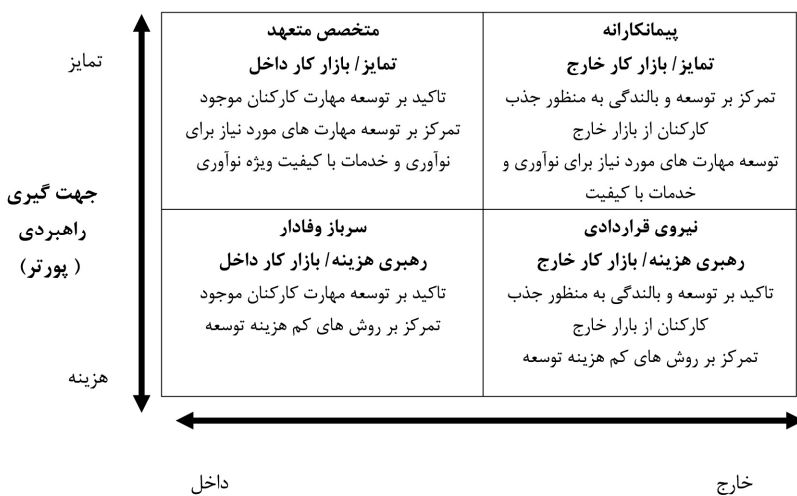 تمایز
جهت گیری
راهبردی
( پورتر)
هزینه
پیمانکارانه
تمایز/ بازار کار خارج
تمرکز بر توسعه و بالندگی به منظور جذب
کارکنان از بازار خارج
توسعه مهارت های مورد نیاز برای نوآوری و
خدمات با کیفیت
متخصص متعهد
تمایز/ بازار کار داخل
تاکید بر توسعه مهارت کارکنان موجود
تمرکز بر توسعه مهارت های مورد نیاز برای
نوآوری و خدمات با کیفیت ویژه نوآوری
نیروی قراردادی
رهبری هزینه/ بازار کار خارج
تاکید بر توسعه و بالندگی به منظور جذب
کارکنان از بارار خارج
تمرکز بر روش های کم هزینه توسعه
سرباز وفادار
رهبری هزینه/ بازار کار داخل
تاکید بر توسعه مهارت کارکنان موجود
تمرکز بر روش های کم هزینه توسعه
خارج
داخل